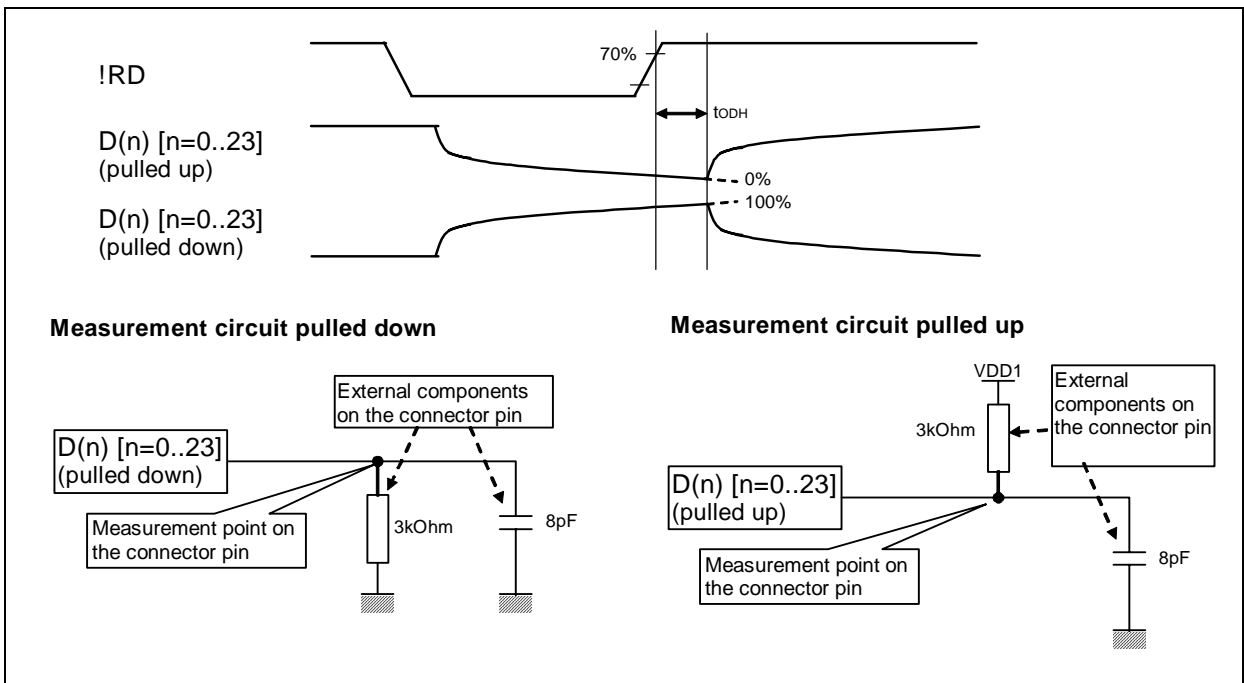 !RD
70%
tODH
D(n) [n=0..23]
(pulled up)
0%
100%
D(n) [n=0..23]
(pulled down)
Measurement circuit pulled down
External components
on the connector pin
D(n) [n=0..23]
(pulled down)
Measurement point on
the connector pin
3kOhm
8pF
Measurement circuit pulled up
VDD1
External
components on
the connector pin
3kOhm
D(n) [n=0..23]
(pulled up)
Measurement point on
the connector pin
8pF